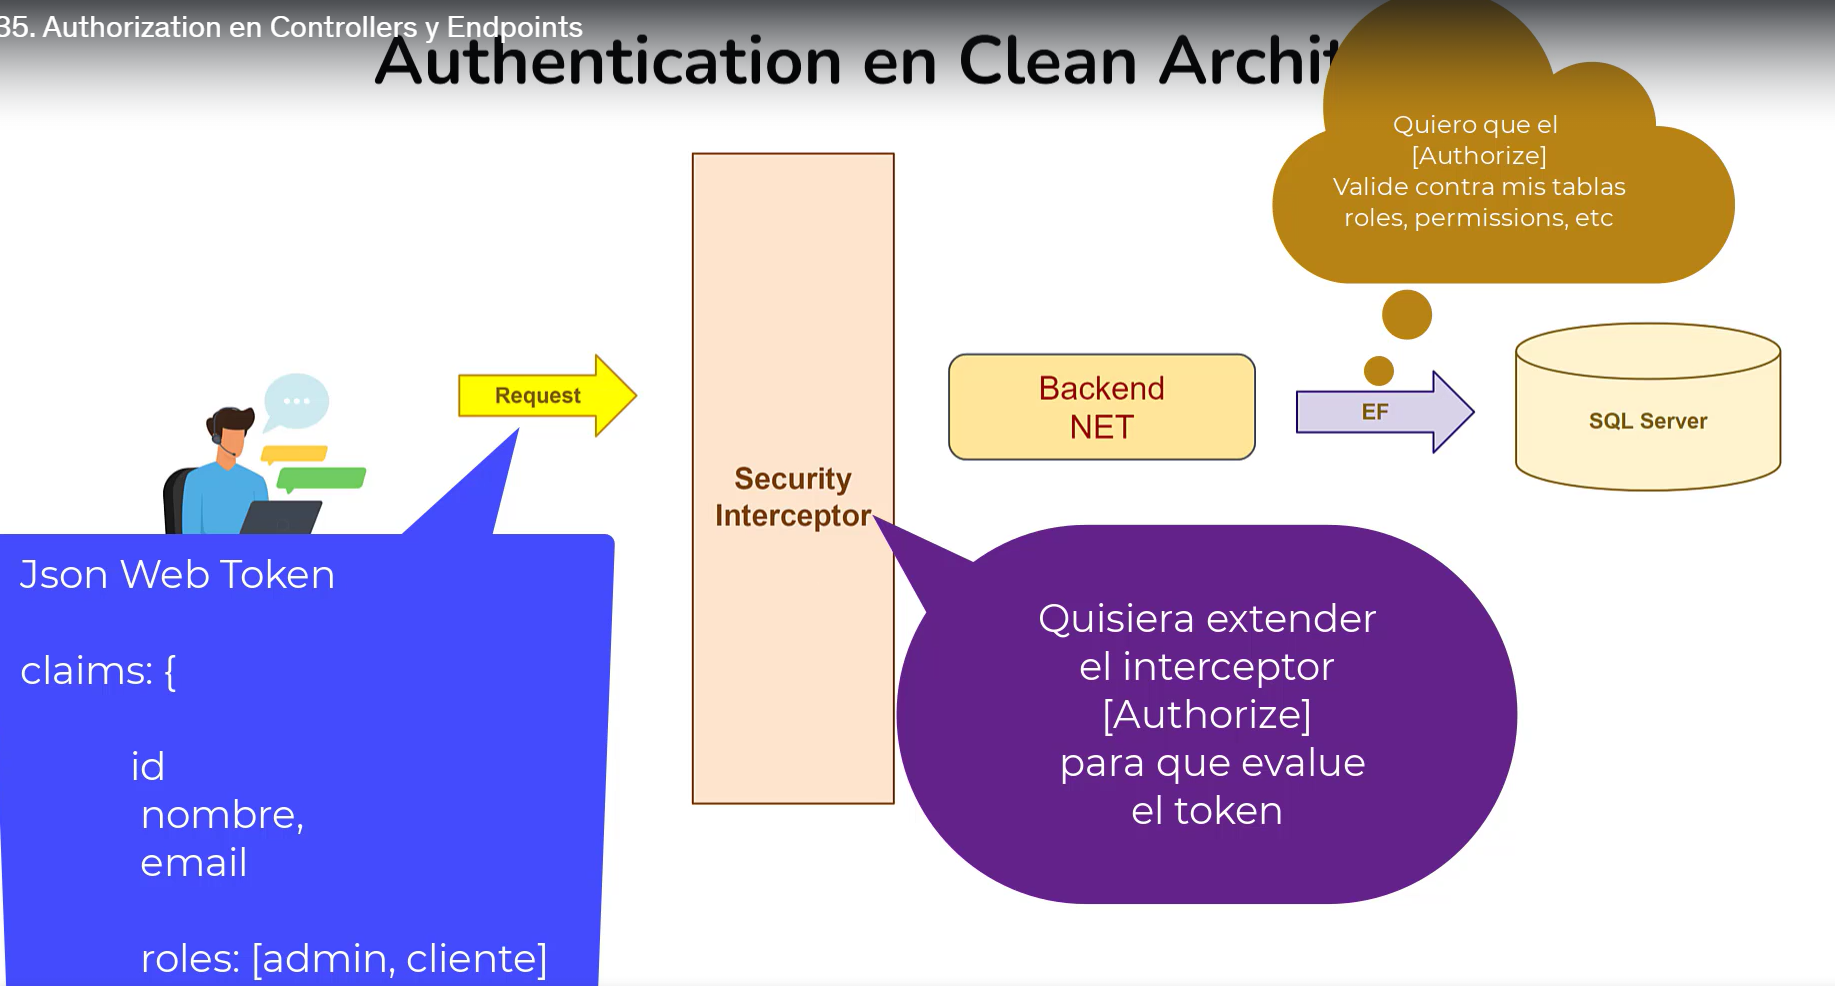 35. Authorization en Controllers y Endpoints
Authentication en Clean Archit
Quiero que el
[Authorize]
Valide contra mis tablas
roles, permissions, etc
Request
Backend
NET
EF
SQL Server
Security
Interceptor
Json Web Token
claims: {
id
nombre,
email
roles: [admin, cliente]
Quisiera extender
el interceptor
[Authorize]
para que evalue
el token